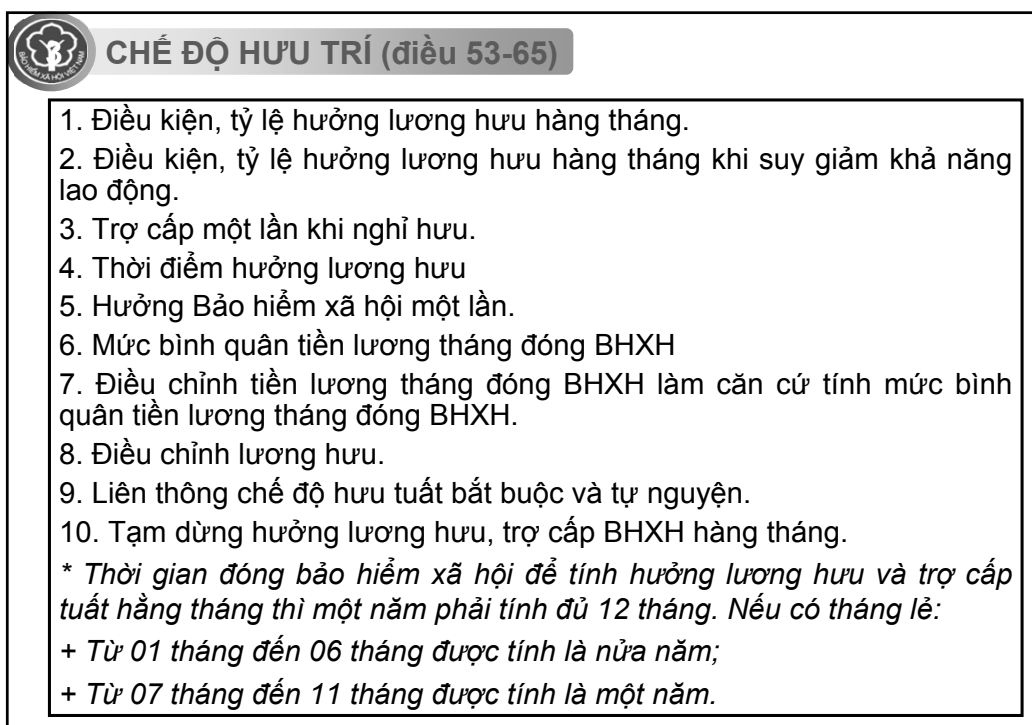 BẢO HIỂM XÃ HỘI VIỆT NAM
CHẾ ĐỘ HƯU TRÍ (điều 53-65)
1. Điều kiện, tỷ lệ hưởng lương hưu hàng tháng.
2. Điều kiện, tỷ lệ hưởng lương hưu hàng tháng khi suy giảm khả năng
lao động.
3. Trợ cấp một lần khi nghỉ hưu.
4. Thời điểm hưởng lương hưu
5. Hưởng Bảo hiểm xã hội một lần.
6. Mức bình quân tiền lương tháng đóng BHXH
7. Điều chỉnh tiền lương tháng đóng BHXH làm căn cứ tính mức bình
quân tiền lương tháng đóng BHXH.
8. Điều chỉnh lương hưu.
9. Liên thông chế độ hưu tuất bắt buộc và tự nguyện.
10. Tạm dừng hưởng lương hưu, trợ cấp BHXH hàng tháng.
* Thời gian đóng bảo hiểm xã hội để tính hưởng lương hưu và trợ cấp
tuất hằng tháng thì một năm phải tính đủ 12 tháng. Nếu có tháng lẻ:
+ Từ 01 tháng đến 06 tháng được tính là nửa năm;
+ Từ 07 tháng đến 11 tháng được tính là một năm.